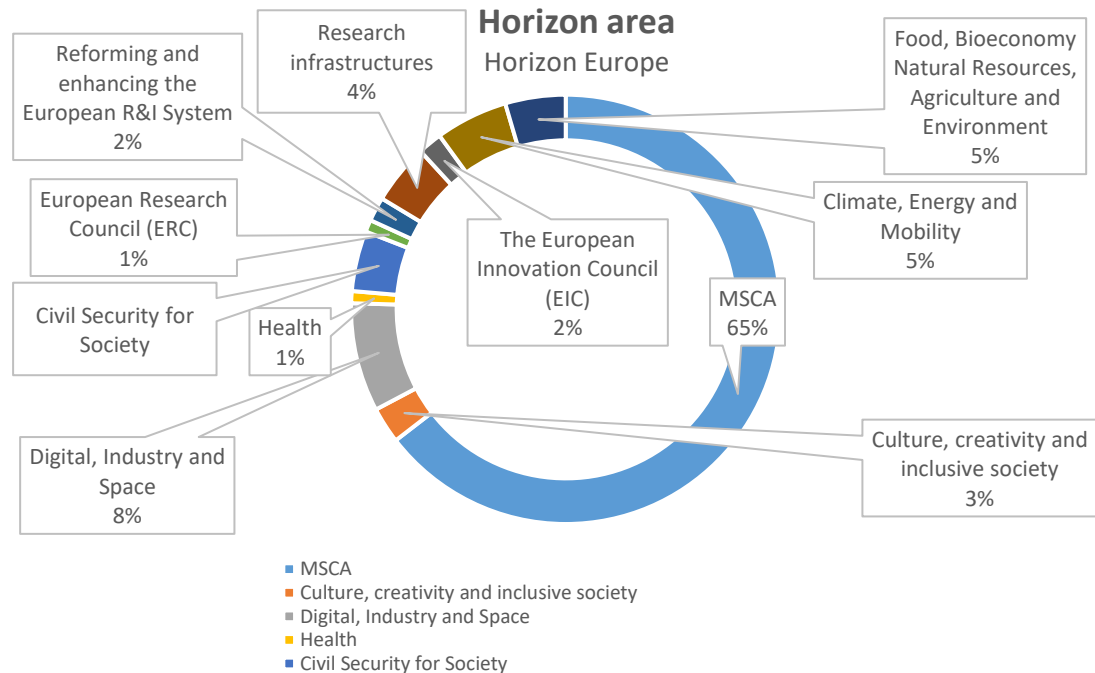 Horizon area
Horizon Europe
Reforming and
enhancing the
European R&I System
2%
Research
infrastructures
4%
Food, Bioeconomy
Natural Resources,
Agriculture and
Environment
5%
European Research
Council (ERC)
1%
The European
Innovation Council
(EIC)
2%
Climate, Energy and
Mobility
5%
Civil Security for
Society
Health
1%
MSCA
65%
Digital, Industry and
Space
8%
Culture, creativity and
inclusive society
3%
MSCA
Culture, creativity and inclusive society
Digital, Industry and Space
Health
Civil Security for Society